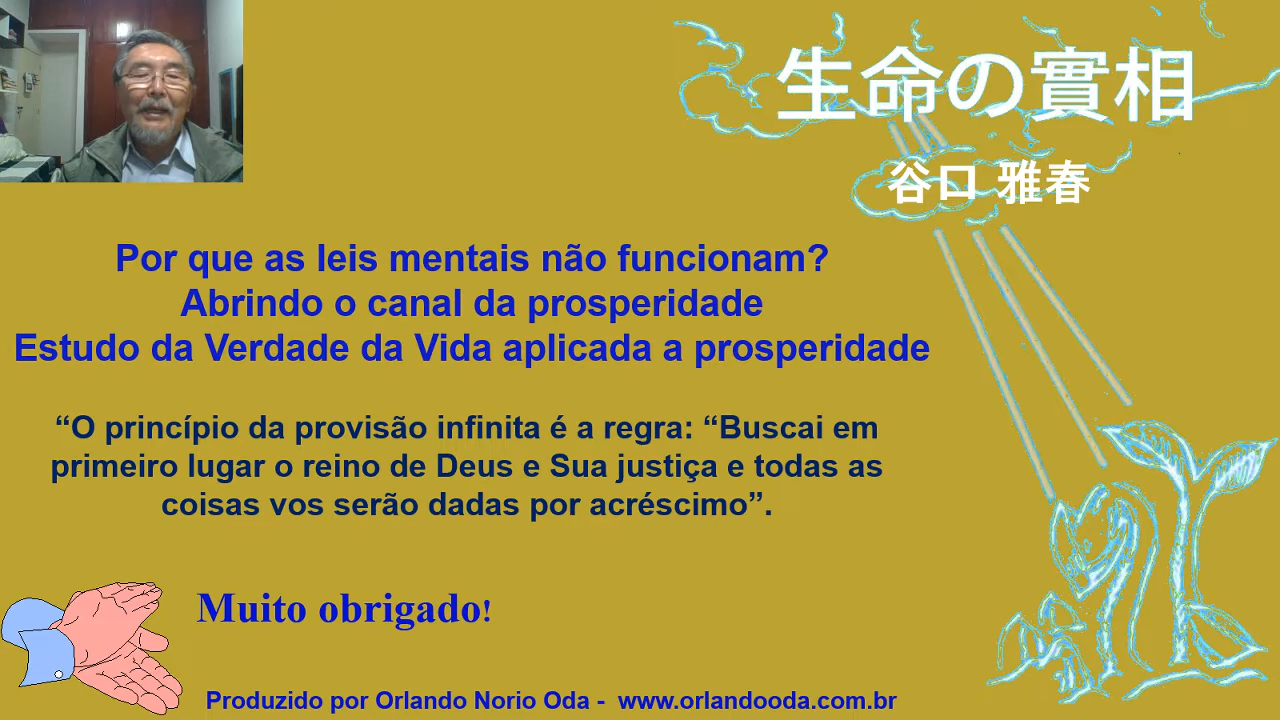 生命の實相
谷口 雅春
Por que as leis mentais não funcionam?
Abrindo o canal da prosperidade
Estudo da Verdade da Vida aplicada a prosperidade
“O princípio da provisão infinita é a regra: “Buscai em
primeiro lugar o reino de Deus e Sua justiça e todas as
coisas vos serão dadas por acréscimo”.
Muito obrigado!
Produzido por Orlando Norio Oda - www.orlandooda.com.br